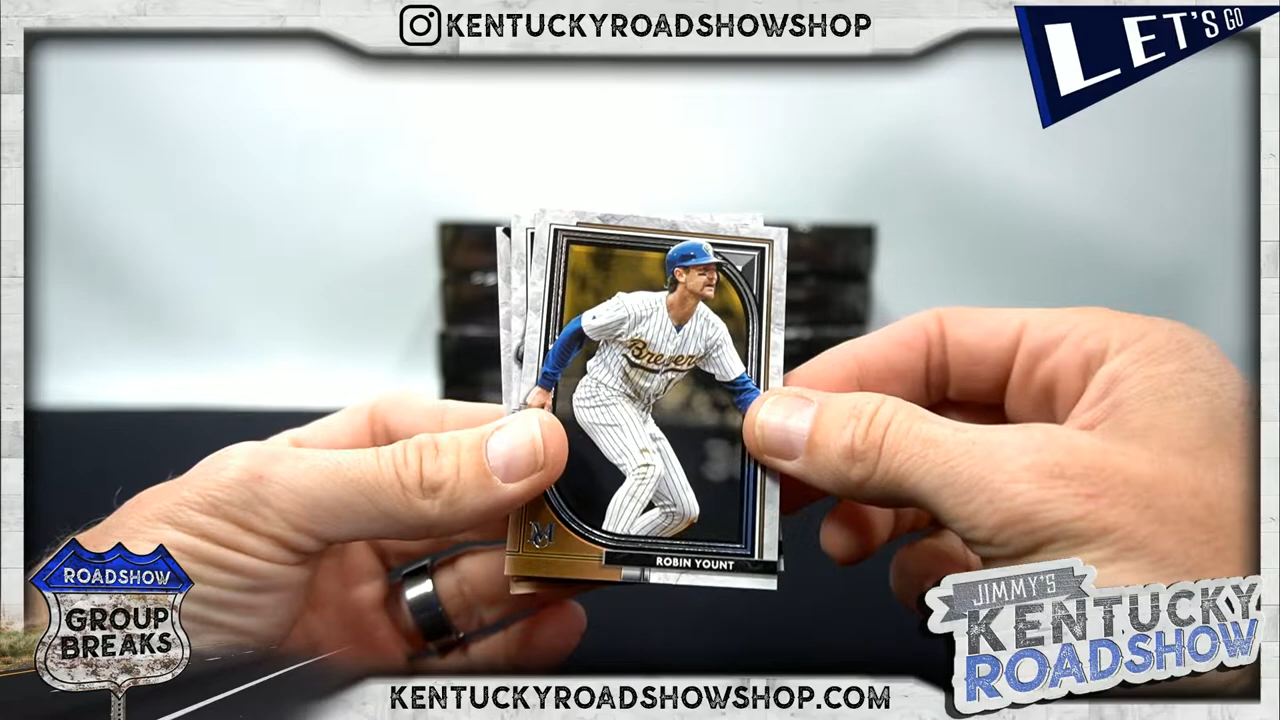 KENTUCKYROADSHOWSHOP
LET'S GO
Brewers
ROBIN YOUNT
ROADSHOW
GROUP
BREAKS
JIMMY'S
KENTUCKY
ROADSHOW
KENTUCKYROADSHOWSHOP.COM